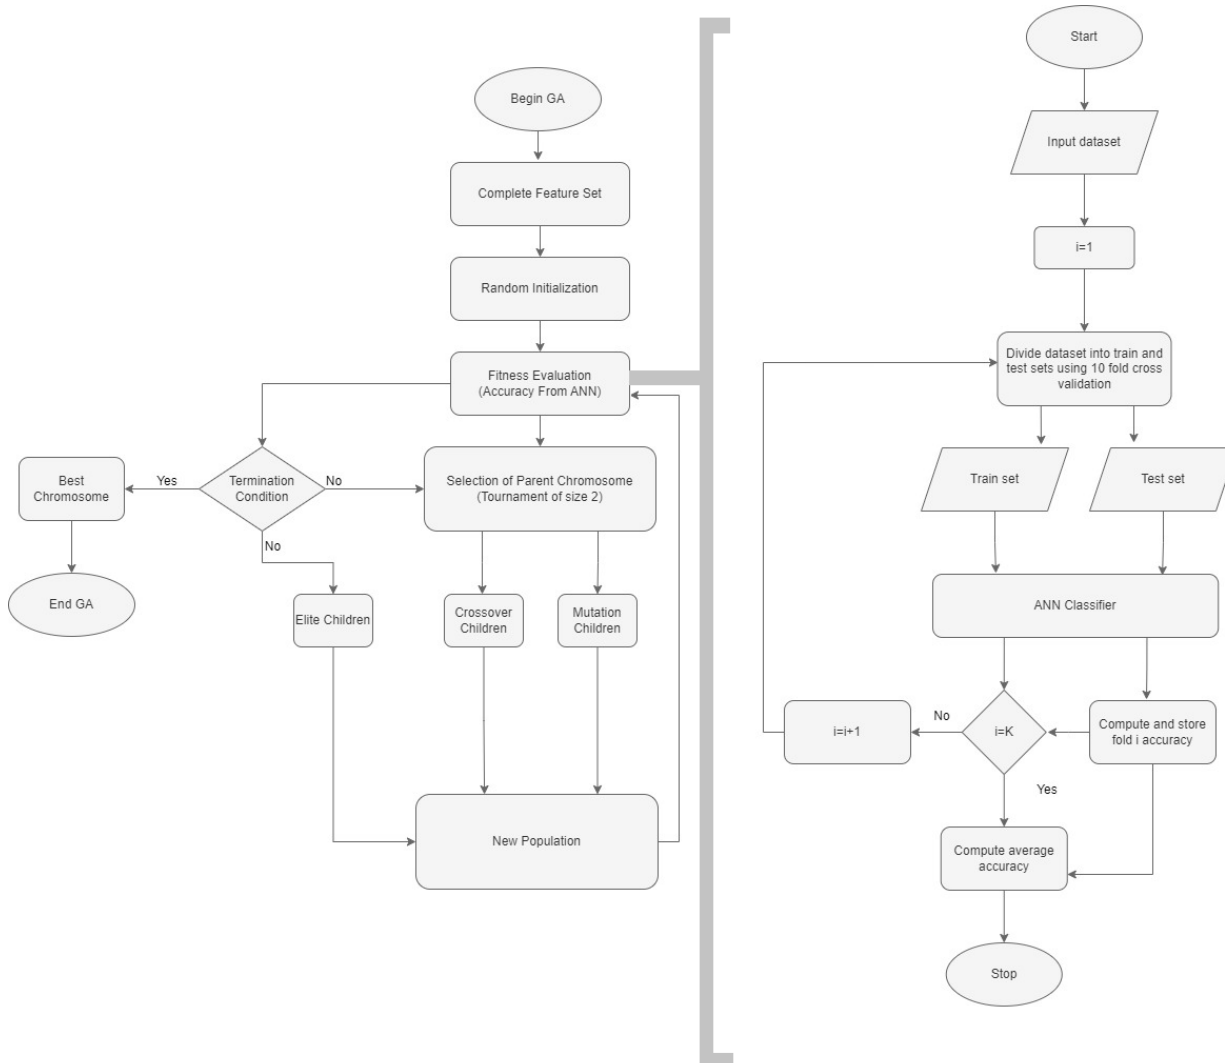 Begin GA
Complete Feature Set
Random Initialization
Fitness Evaluation
(Accuracy From ANN)
Termination
Condition
Yes
No
No
Best
Chromosome
End GA
Selection of Parent Chromosome
(Tournament of size 2)
Elite Children
Crossover
Children
Mutation
Children
New Population
Start
Input dataset
i=1
Divide dataset into train and
test sets using 10 fold cross
validation
Train set
Test set
ANN Classifier
i=i+1
No
i=K
Compute and store
fold i accuracy
Yes
Compute average
accuracy
Stop